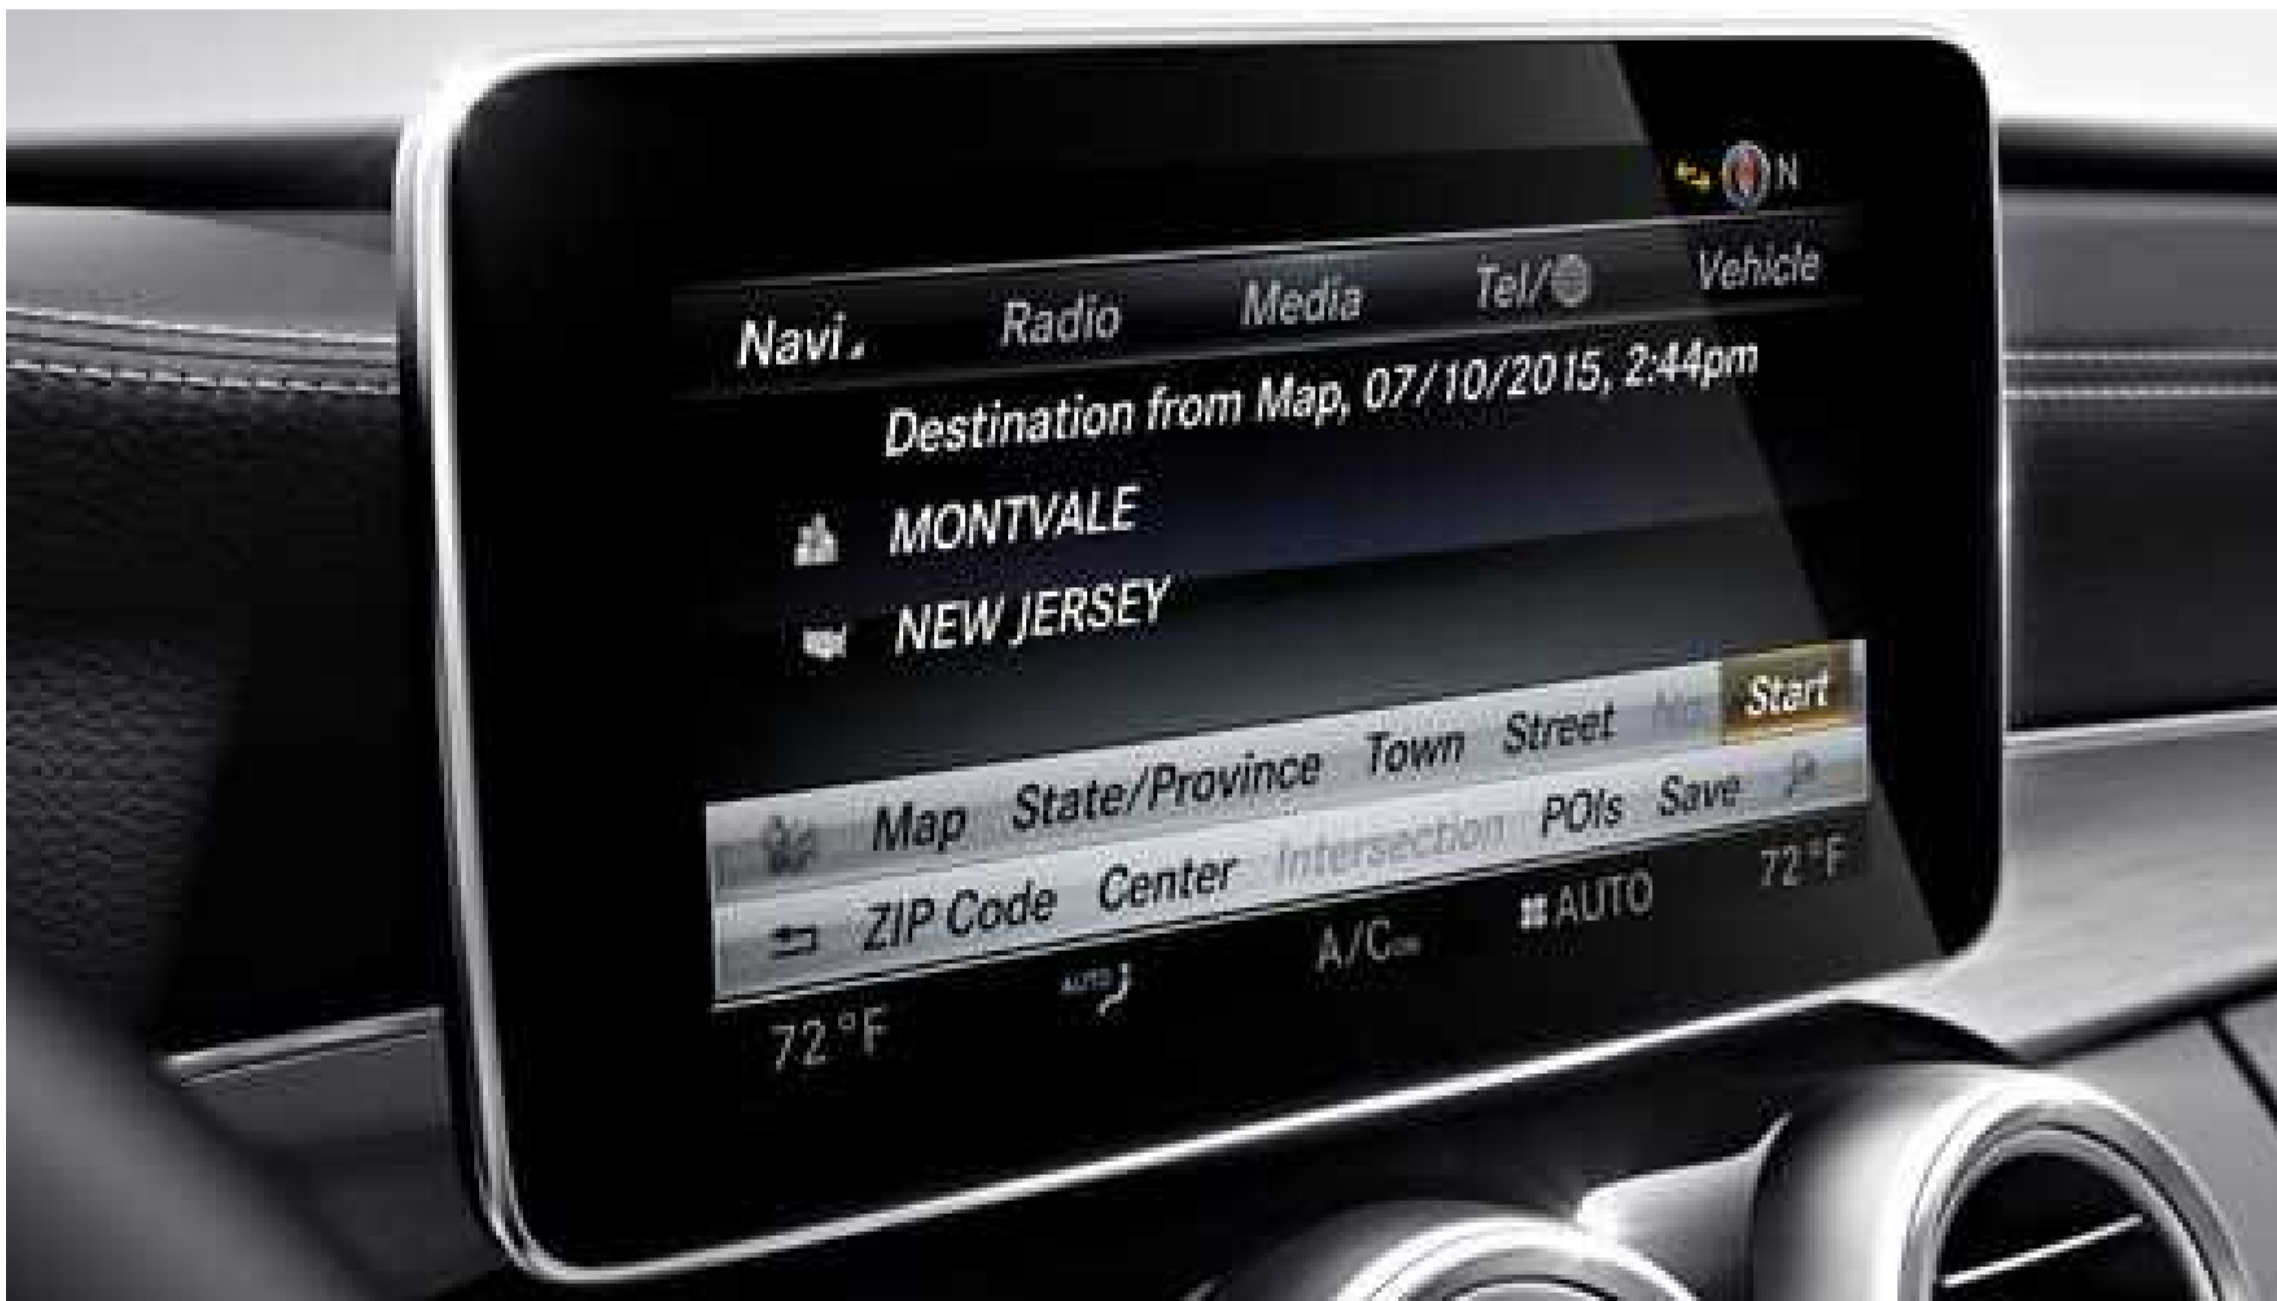 N
Navi Radio Media Tel/ Vehicle
Destination from Map, 07/10/2015, 2:44pm
MONTVALE
NEW JERSEY
Map State/Province Town Street Start
ZIP Code Center Intersection POIs Save
72°F AUTO A/C AUTO 72°F